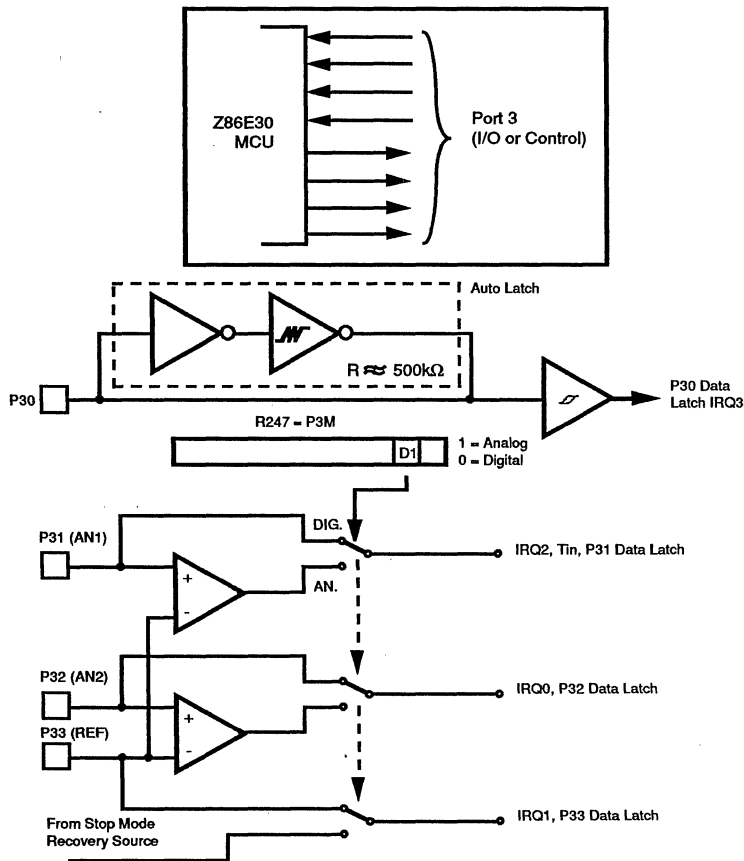 Z86E30
MCU
Port 3
(I/O or Control)
Auto Latch
R ≈ 500kΩ
P30
P30 Data
Latch IRQ3
R247 = P3M
D1
1 = Analog
0 = Digital
P31 (AN1)
DIG.
IRQ2, Tin, P31 Data Latch
+
AN.
-
P32 (AN2)
IRQ0, P32 Data Latch
+
P33 (REF)
-
IRQ1, P33 Data Latch
From Stop Mode
Recovery Source